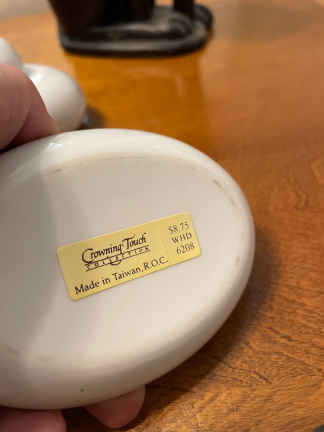 Crowning Touch
COLLECTION
Made in Taiwan, R.O.C.
$8.75
WHD
6208